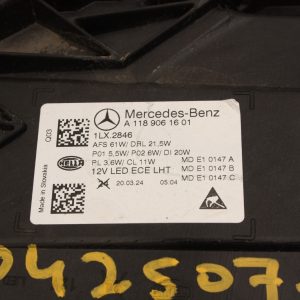 Mercedes-Benz
A 118 906 16 01
Q03
1LX.2846
AFS 61W/ DRL 21,5W
P01 5,5W/ P02 6W/ DI 20W
PL 3,6W/ CL 11W
12V LED ECE LHT
MD E1 0147 A
MD E1 0147 B
MD E1 0147 C
HELLA
Made in Slovakia
20.03.24 05:04
042507